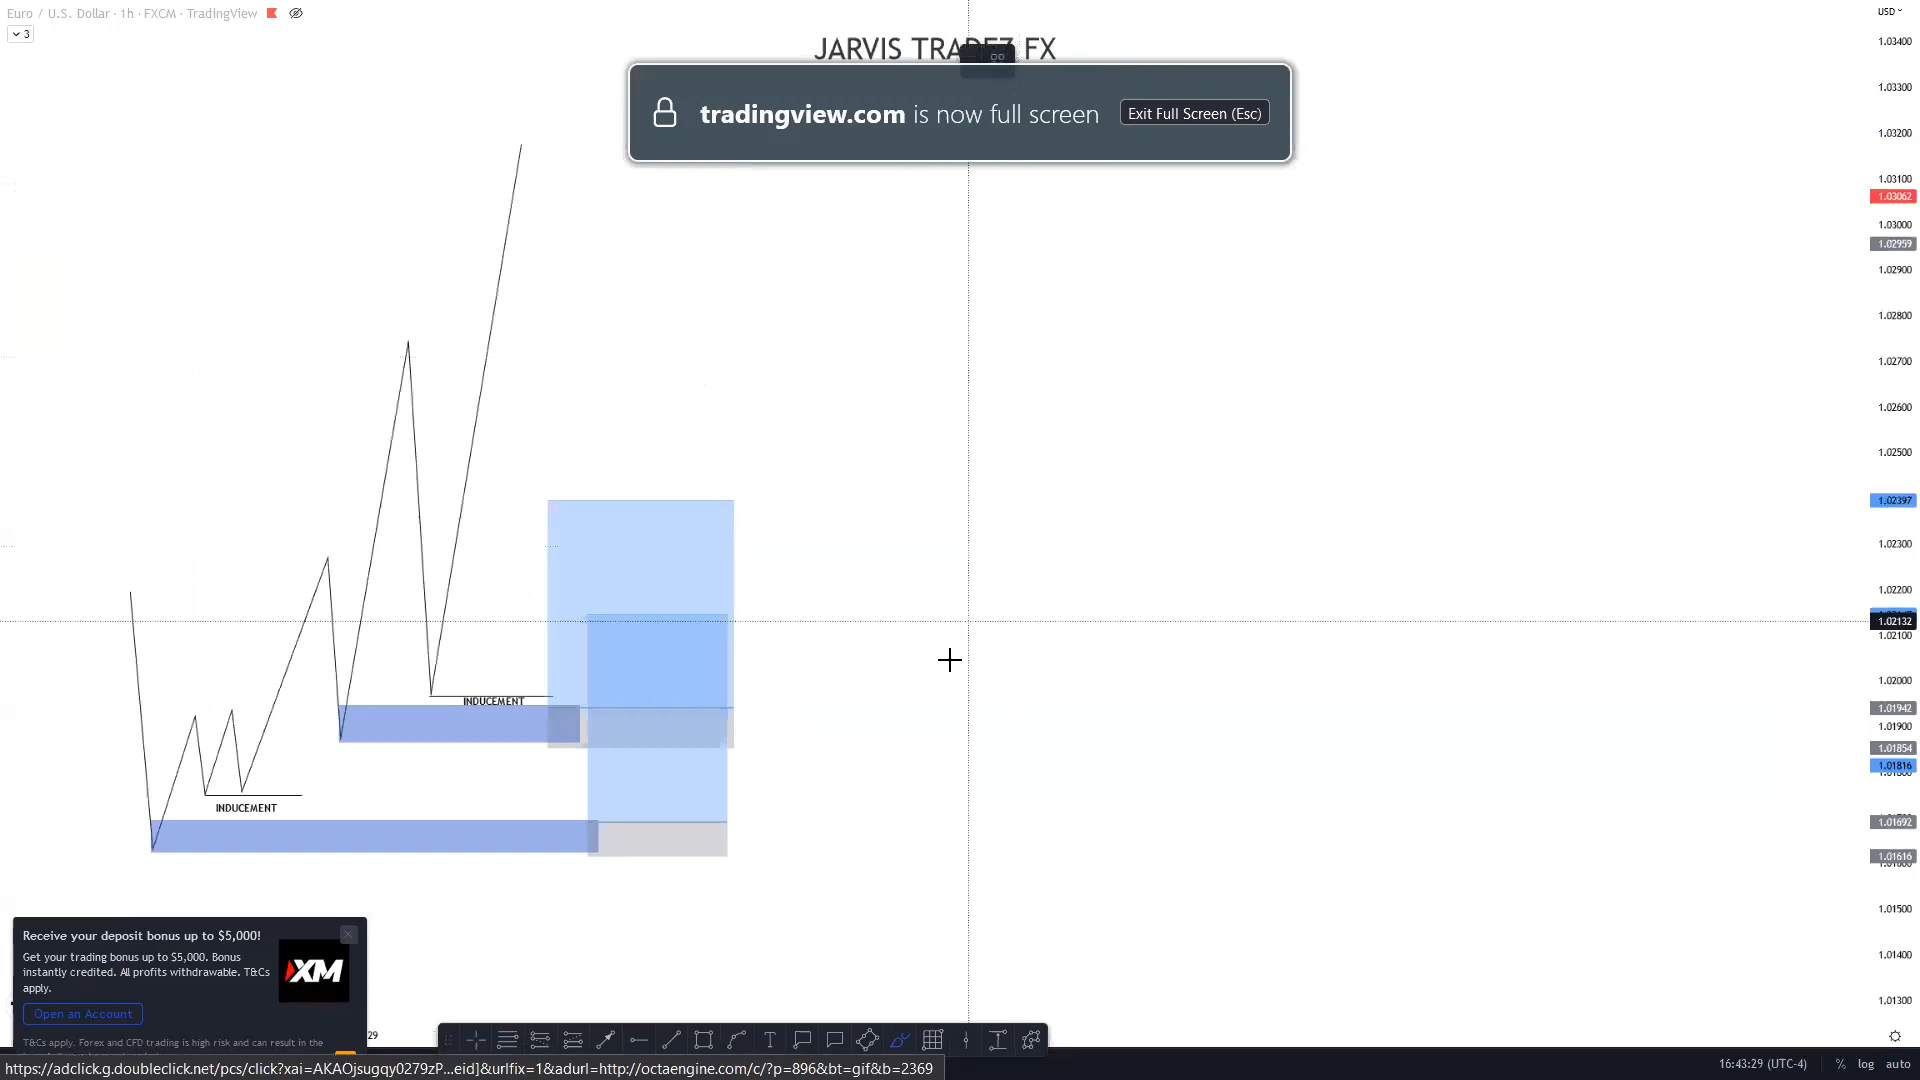 Euro / U.S. Dollar · 1h · FXCM · TradingView
3
JARVIS TRADEZ FX
tradingview.com is now full screen
Exit Full Screen (Esc)
USD
1.03400
1.03300
1.03200
1.03100
1.03062
1.03000
1.02959
1.02900
1.02800
1.02700
1.02600
1.02500
1.02397
1.02300
1.02200
1.02132
1.02100
1.02000
1.01942
1.01900
1.01854
1.01816
1.01692
1.01616
1.01500
1.01400
1.01300
INDUCEMENT
INDUCEMENT
Receive your deposit bonus up to $5,000!
Get your trading bonus up to $5,000. Bonus
instantly credited. All profits withdrawable. T&Cs
apply.
XM
Open an Account
T&Cs apply. Forex and CFD trading is high risk and can result in the
29
https://adclick.g.doubleclick.net/pcs/click?xai=AKAOjsugqy0279zP...eid]&urlfix=1&adurl=http://octaengine.com/c/?p=896&bt=gif&b=2369
16:43:29 (UTC-4)
%
log
auto